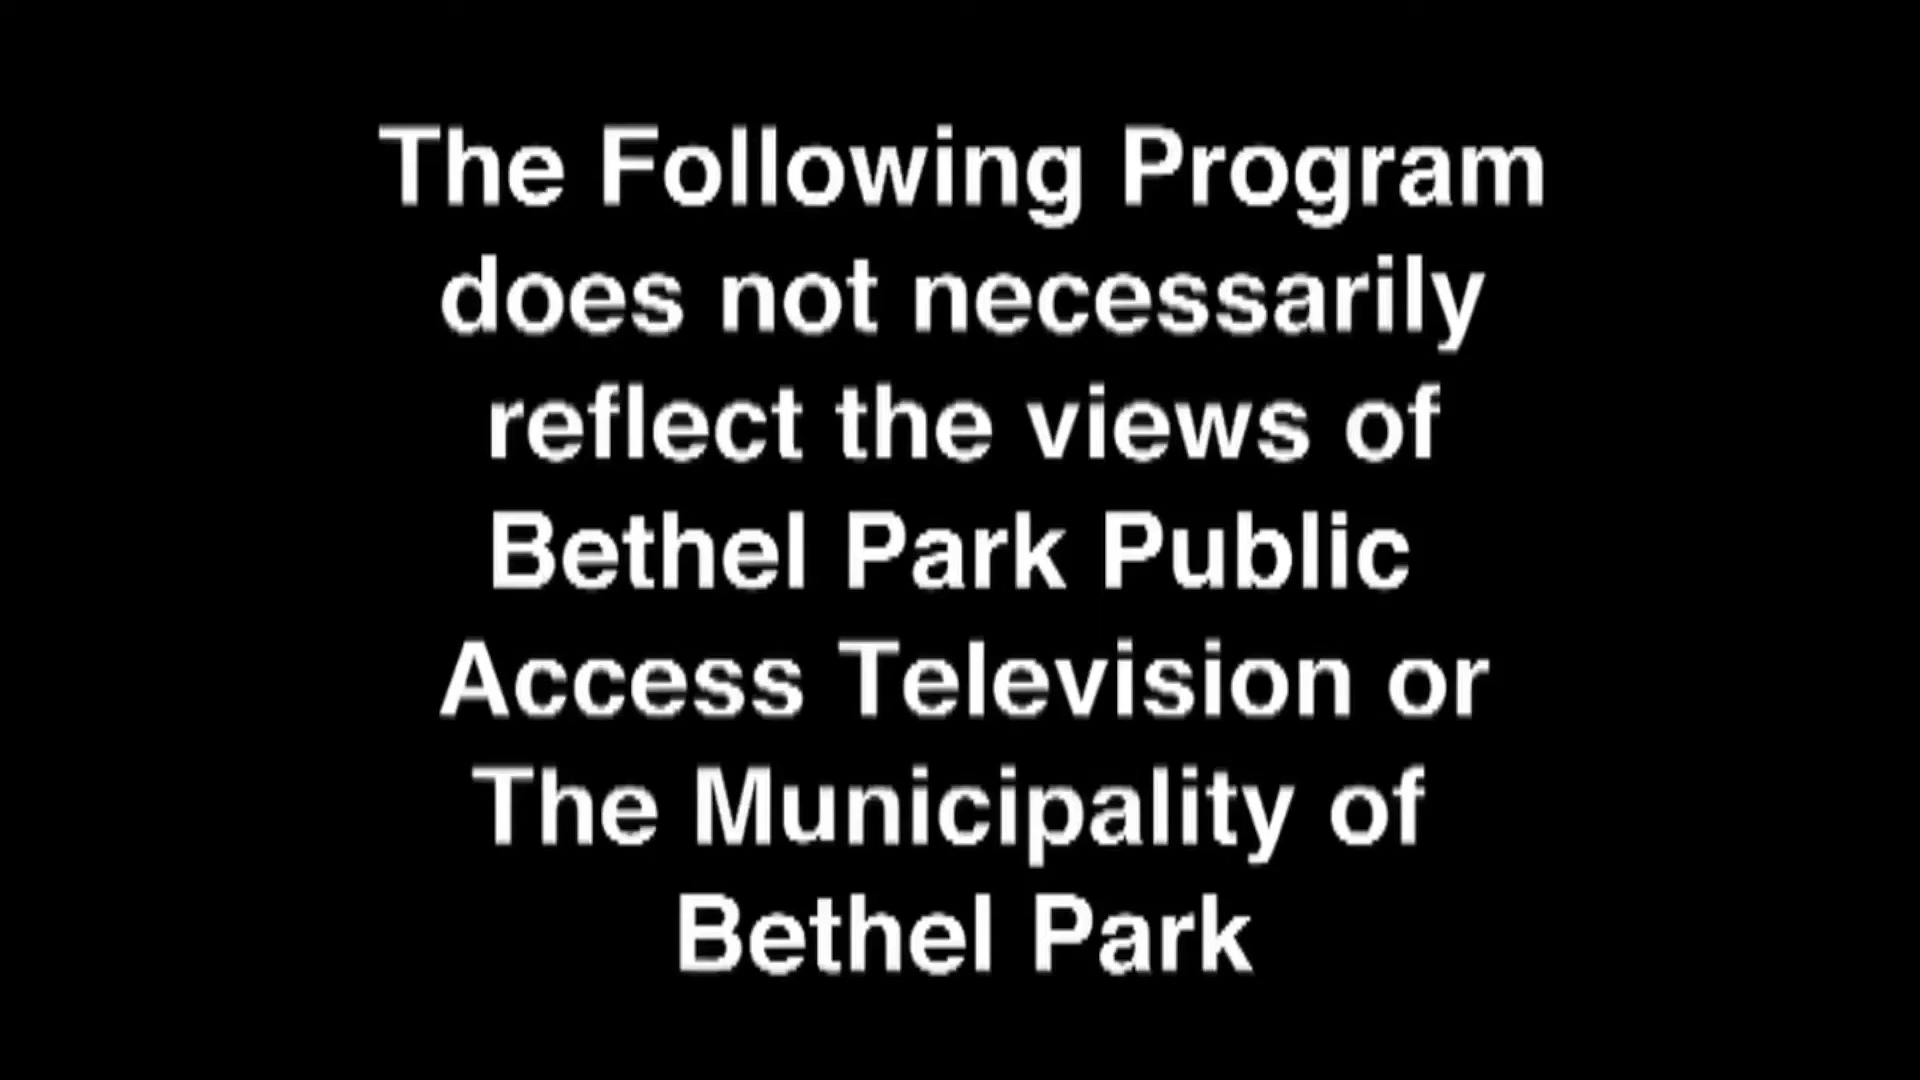 The Following Program
does not necessarily
reflect the views of
Bethel Park Public
Access Television or
The Municipality of
Bethel Park